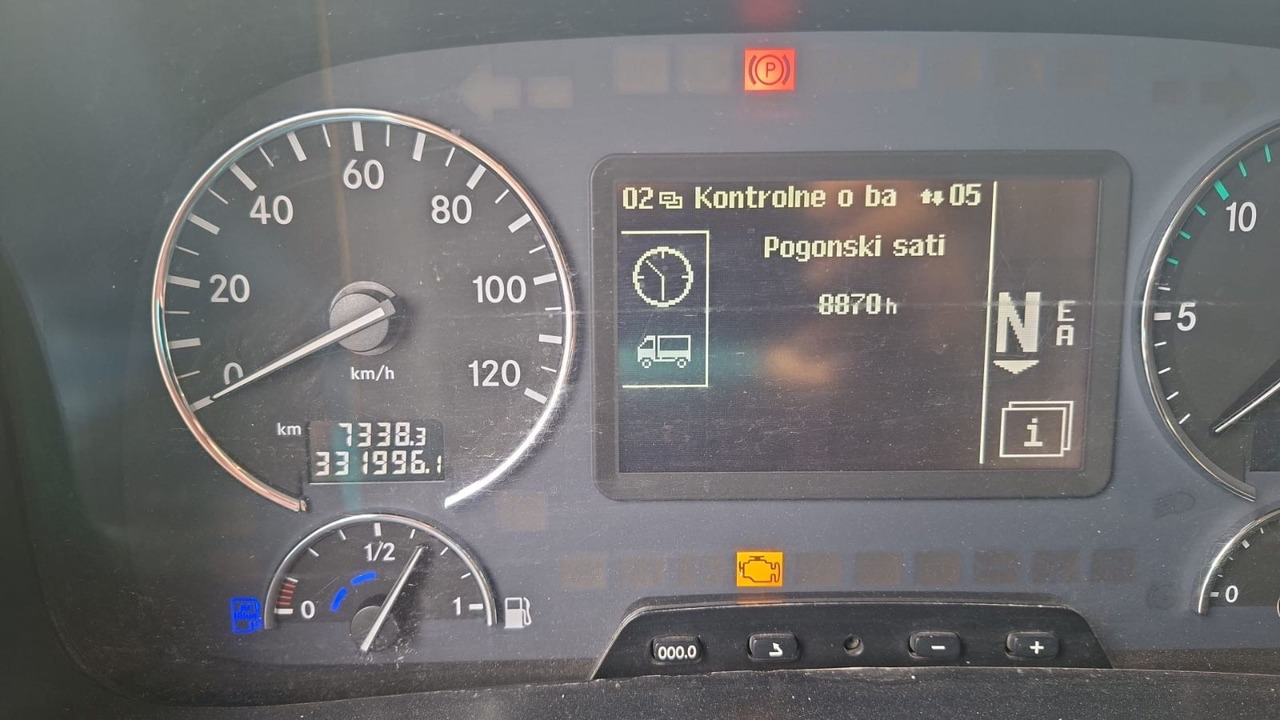 P
02 Kontrolne o ba 05
Pogonski sati
8870 h
N E A
i
0 20 40 60 80 100 120
km/h
km
7338.3
331996.1
5 10
0 1/2 1
0
000.0 - +